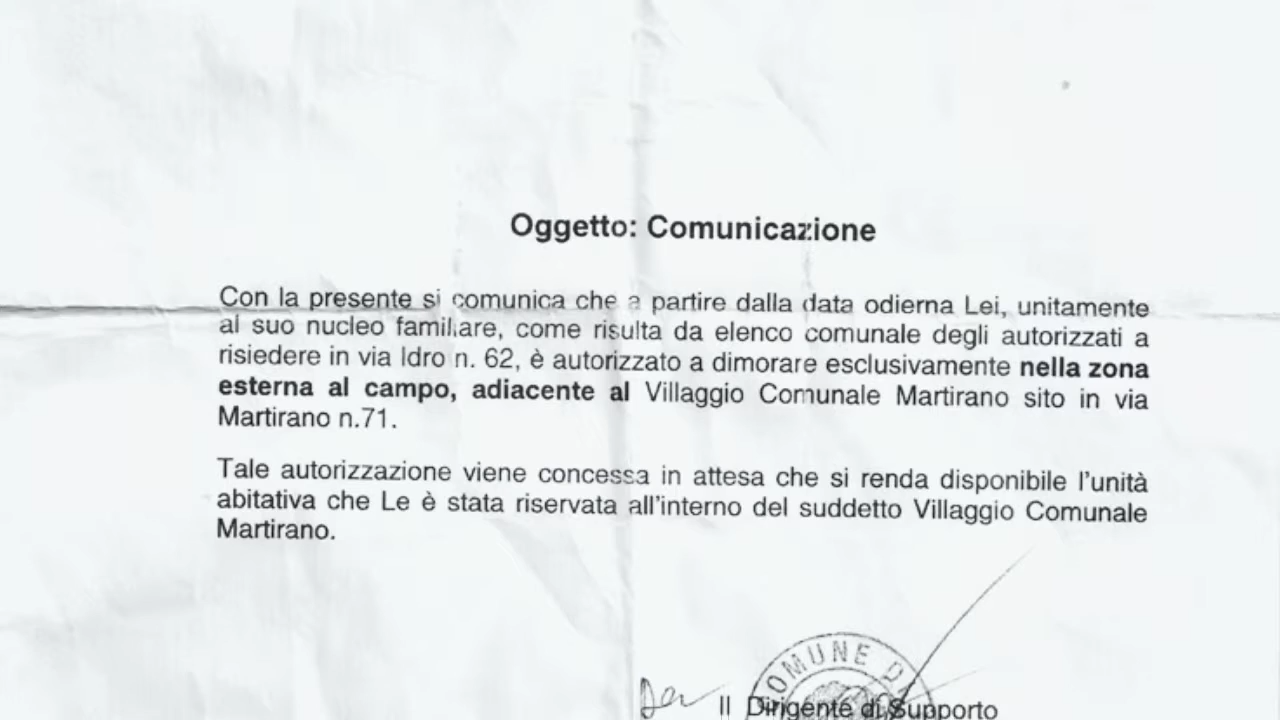 Oggetto: Comunicazione
Con la presente si comunica che a partire dalla data odierna Lei, unitamente
al suo nucleo familiare, come risulta da elenco comunale degli autorizzati a
risiedere in via Idro n. 62, è autorizzato a dimorare esclusivamente nella zona
esterna al campo, adiacente al Villaggio Comunale Martirano sito in via
Martirano n.71.
Tale autorizzazione viene concessa in attesa che si renda disponibile l'unità
abitativa che Le è stata riservata all'interno del suddetto Villaggio Comunale
Martirano.
COMUNE D
Il Dirigente di Supporto